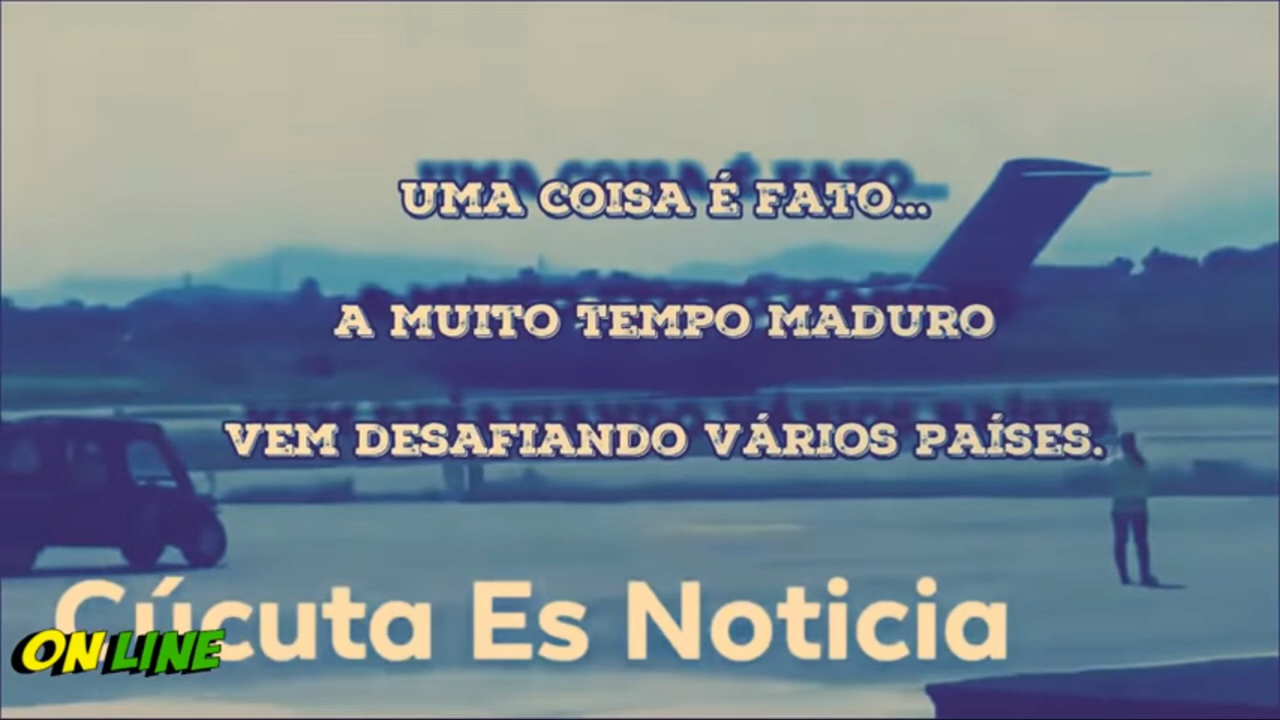 UMA COISA É FATO...
A MUITO TEMPO MADURO
VEM DESAFIANDO VÁRIOS PAÍSES.
Cúcuta Es Noticia
ON LINE